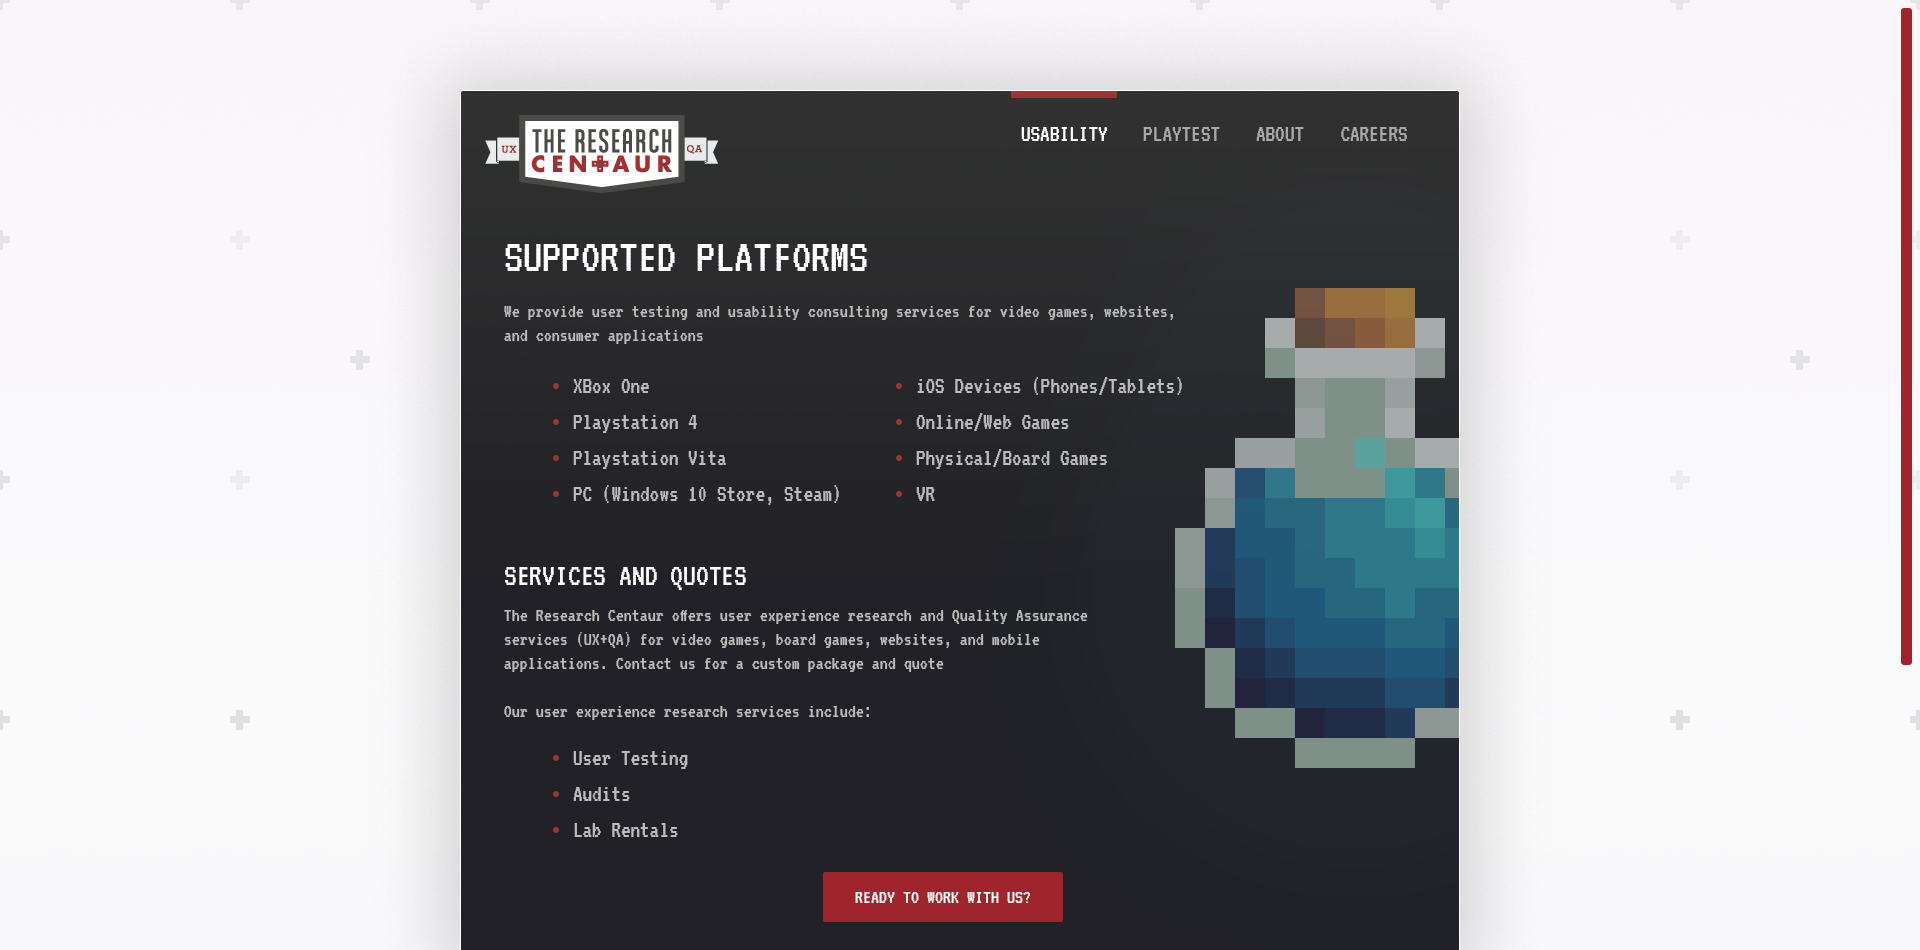 UX
THE RESEARCH
CENTAUR
QA
USABILITY
PLAYTEST
ABOUT
CAREERS
SUPPORTED PLATFORMS
We provide user testing and usability consulting services for video games, websites,
and consumer applications
XBox One
Playstation 4
Playstation Vita
PC (Windows 10 Store, Steam)
iOS Devices (Phones/Tablets)
Online/Web Games
Physical/Board Games
VR
SERVICES AND QUOTES
The Research Centaur offers user experience research and Quality Assurance
services (UX+QA) for video games, board games, websites, and mobile
applications. Contact us for a custom package and quote
Our user experience research services include:
User Testing
Audits
Lab Rentals
READY TO WORK WITH US?